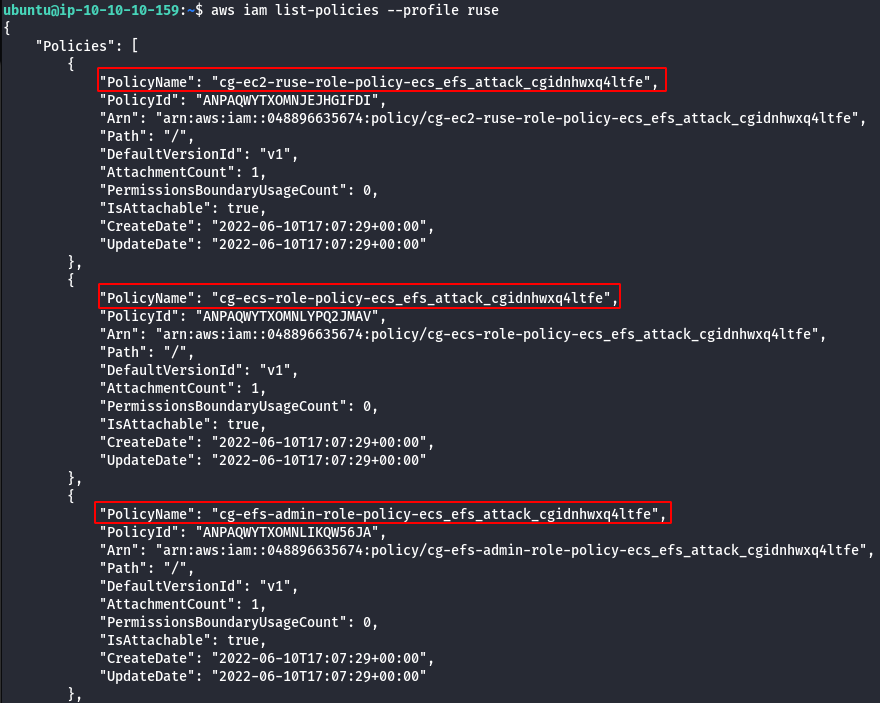 ubuntu@ip-10-10-10-159:~$ aws iam list-policies --profile ruse
{
    "Policies": [
        {
            "PolicyName": "cg-ec2-ruse-role-policy-ecs_efs_attack_cgidnhwxq4ltfe",
            "PolicyId": "ANPAQWYTXOMNJEJHGIFDI",
            "Arn": "arn:aws:iam::048896635674:policy/cg-ec2-ruse-role-policy-ecs_efs_attack_cgidnhwxq4ltfe",
            "Path": "/",
            "DefaultVersionId": "v1",
            "AttachmentCount": 1,
            "PermissionsBoundaryUsageCount": 0,
            "IsAttachable": true,
            "CreateDate": "2022-06-10T17:07:29+00:00",
            "UpdateDate": "2022-06-10T17:07:29+00:00"
        },
        {
            "PolicyName": "cg-ecs-role-policy-ecs_efs_attack_cgidnhwxq4ltfe",
            "PolicyId": "ANPAQWYTXOMNLYPQ2JMAV",
            "Arn": "arn:aws:iam::048896635674:policy/cg-ecs-role-policy-ecs_efs_attack_cgidnhwxq4ltfe",
            "Path": "/",
            "DefaultVersionId": "v1",
            "AttachmentCount": 1,
            "PermissionsBoundaryUsageCount": 0,
            "IsAttachable": true,
            "CreateDate": "2022-06-10T17:07:29+00:00",
            "UpdateDate": "2022-06-10T17:07:29+00:00"
        },
        {
            "PolicyName": "cg-efs-admin-role-policy-ecs_efs_attack_cgidnhwxq4ltfe",
            "PolicyId": "ANPAQWYTXOMNLIKQW56JA",
            "Arn": "arn:aws:iam::048896635674:policy/cg-efs-admin-role-policy-ecs_efs_attack_cgidnhwxq4ltfe",
            "Path": "/",
            "DefaultVersionId": "v1",
            "AttachmentCount": 1,
            "PermissionsBoundaryUsageCount": 0,
            "IsAttachable": true,
            "CreateDate": "2022-06-10T17:07:29+00:00",
            "UpdateDate": "2022-06-10T17:07:29+00:00"
        },